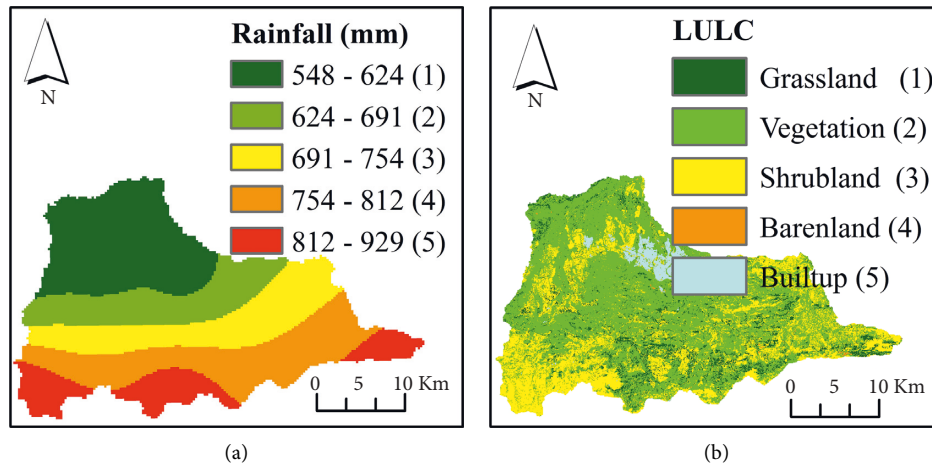 N
Rainfall (mm)
548 - 624 (1)
624 - 691 (2)
691 - 754 (3)
754 - 812 (4)
812 - 929 (5)
0 5 10 Km
(a)
N
LULC
Grassland (1)
Vegetation (2)
Shrubland (3)
Barenland (4)
Builtup (5)
0 5 10 Km
(b)